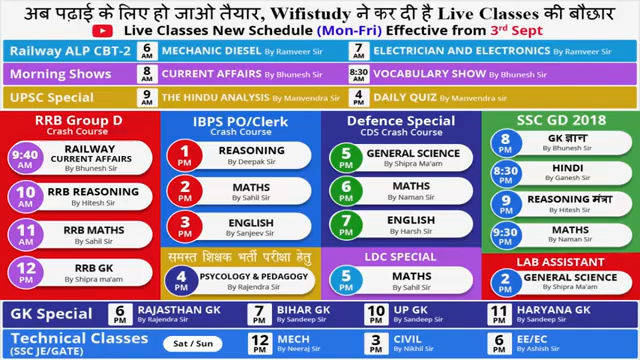 अब पढ़ाई के लिए हो जाओ तैयार, Wifistudy ने कर दी है Live Classes की बौछार
Live Classes New Schedule (Mon-Fri) Effective from 3rd Sept
Railway ALP CBT-2 6 AM MECHANIC DIESEL By Ramveer Sir 7 AM ELECTRICIAN AND ELECTRONICS By Ramveer Sir
Morning Shows 8 AM CURRENT AFFAIRS By Bhunesh Sir 8:30 AM VOCABULARY SHOW By Bhunesh Sir
UPSC Special 9 AM THE HINDU ANALYSIS By Manvendra Sir 4 PM DAILY QUIZ By Manvendra sir
RRB Group D
Crash Course
9:40 AM RAILWAY CURRENT AFFAIRS
By Bhunesh Sir
10 AM RRB REASONING
By Hitesh Sir
11 AM RRB MATHS
By Sahil Sir
12 PM RRB GK
By Shipra ma'am
IBPS PO/Clerk
Crash Course
1 PM REASONING
By Deepak Sir
2 PM MATHS
By Sahil Sir
3 PM ENGLISH
By Sanjeev Sir
समस्त शिक्षक भर्ती परीक्षा हेतु
4 PM PSYCOLOGY & PEDAGOGY
By Rajendra Sir
Defence Special
CDS Crash Course
5 PM GENERAL SCIENCE
By Shipra Ma'am
6 PM MATHS
By Naman Sir
7 PM ENGLISH
By Harsh Sir
LDC SPECIAL
5 PM MATHS
By Sahil Sir
SSC GD 2018
8 PM GK ज्ञान
By Bhunesh Sir
8:30 PM HINDI
By Ganesh Sir
9 PM REASONING मंत्रा
By Hitesh Sir
9:30 PM MATHS
By Naman Sir
LAB ASSISTANT
2 PM GENERAL SCIENCE
By Shipra Ma'am
GK Special 6 PM RAJASTHAN GK By Rajendra Sir 7 PM BIHAR GK By Sandeep Sir 10 PM UP GK By Sandeep Sir 11 PM HARYANA GK By Sandeep Sir
Technical Classes (SSC JE/GATE) Sat / Sun 12 PM MECH By Neeraj Sir 3 PM CIVIL By Nikhil Sir 6 PM EE/EC By Ashish Sir